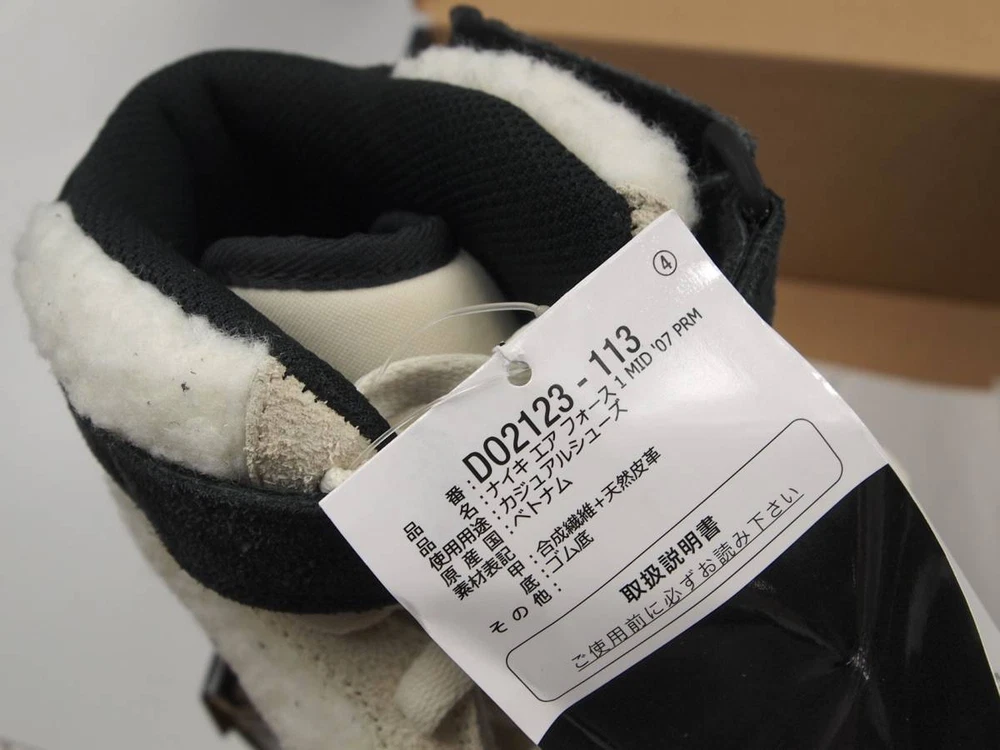 ④
品番：DO2123 - 113
品名：ナイキ エア フォース 1 MID '07 PRM
使用用途：カジュアルシューズ
原産国：ベトナム
素材表記
甲：合成繊維+天然皮革
底：ゴム底
その他：
取扱説明書
ご使用前に必ずお読み下さい